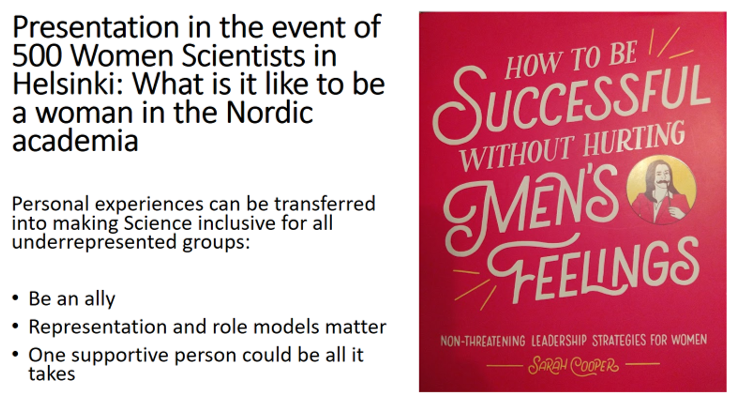 Presentation in the event of
500 Women Scientists in
Helsinki: What is it like to be
a woman in the Nordic
academia
Personal experiences can be transferred
into making Science inclusive for all
underrepresented groups:
• Be an ally
• Representation and role models matter
• One supportive person could be all it
takes
HOW TO BE
SUCCESSFUL
WITHOUT HURTING
MEN'S
FEELINGS
NON-THREATENING LEADERSHIP STRATEGIES FOR WOMEN
SARAH COOPER